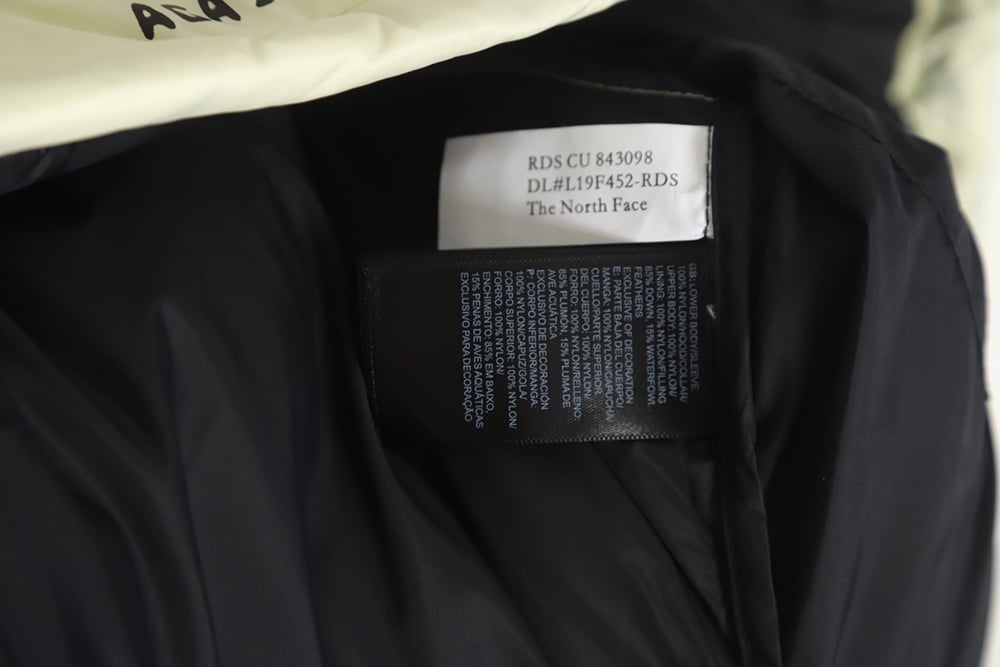 RDS CU 843098
DL#L19F452-RDS
The North Face
GB: LOWER BODY/SLEEVE:
100% NYLON/HOOD/COLLAR/
UPPER BODY: 100% NYLON/
LINING: 100% NYLON/FILLING:
85% DOWN, 15% WATERFOWL
FEATHERS
EXCLUSIVE OF DECORATION
E: PARTE BAJA DEL CUERPO/
MANGA: 100% NYLON/CAPUCHA/
CUELLO/PARTE SUPERIOR
DEL CUERPO: 100% NYLON/
FORRO: 100% NYLON/RELLENO:
85% PLUMÓN, 15% PLUMA DE
AVE ACUÁTICA
EXCLUSIVO DE DECORACIÓN
P: CORPO INFERIOR/MANGA:
100% NYLON/CAPUZ/GOLA/
CORPO SUPERIOR: 100% NYLON/
FORRO: 100% NYLON/
ENCHIMENTO: 85% EM BAIXO,
15% PENAS DE AVES AQUÁTICAS
EXCLUSIVO PARA DECORAÇÃO